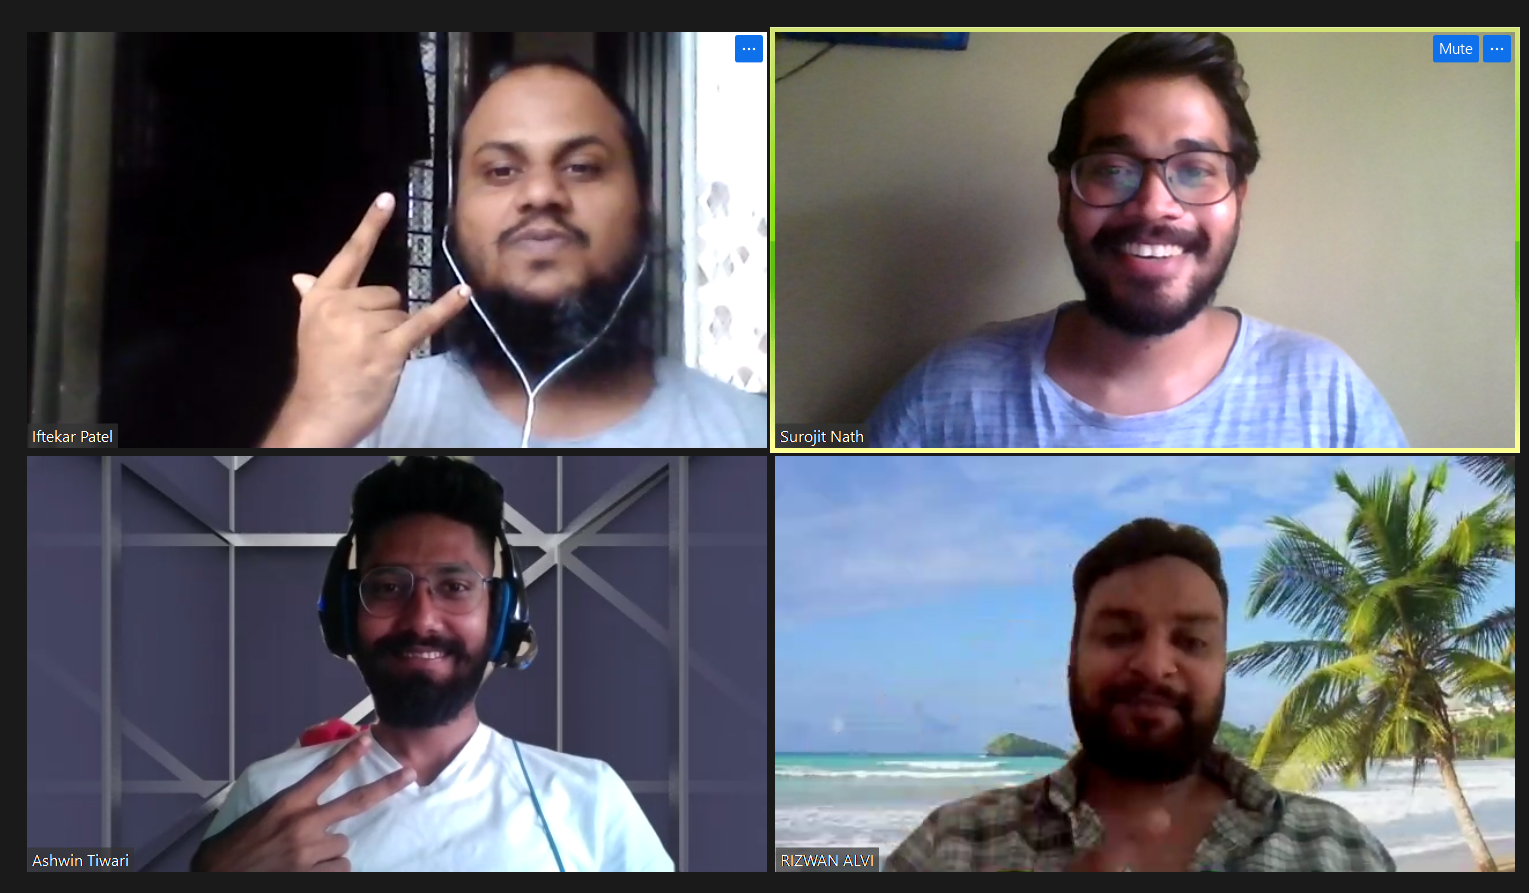 ...
Mute ...
Iftekar Patel
Surojit Nath
Ashwin Tiwari
RIZWAN ALVI